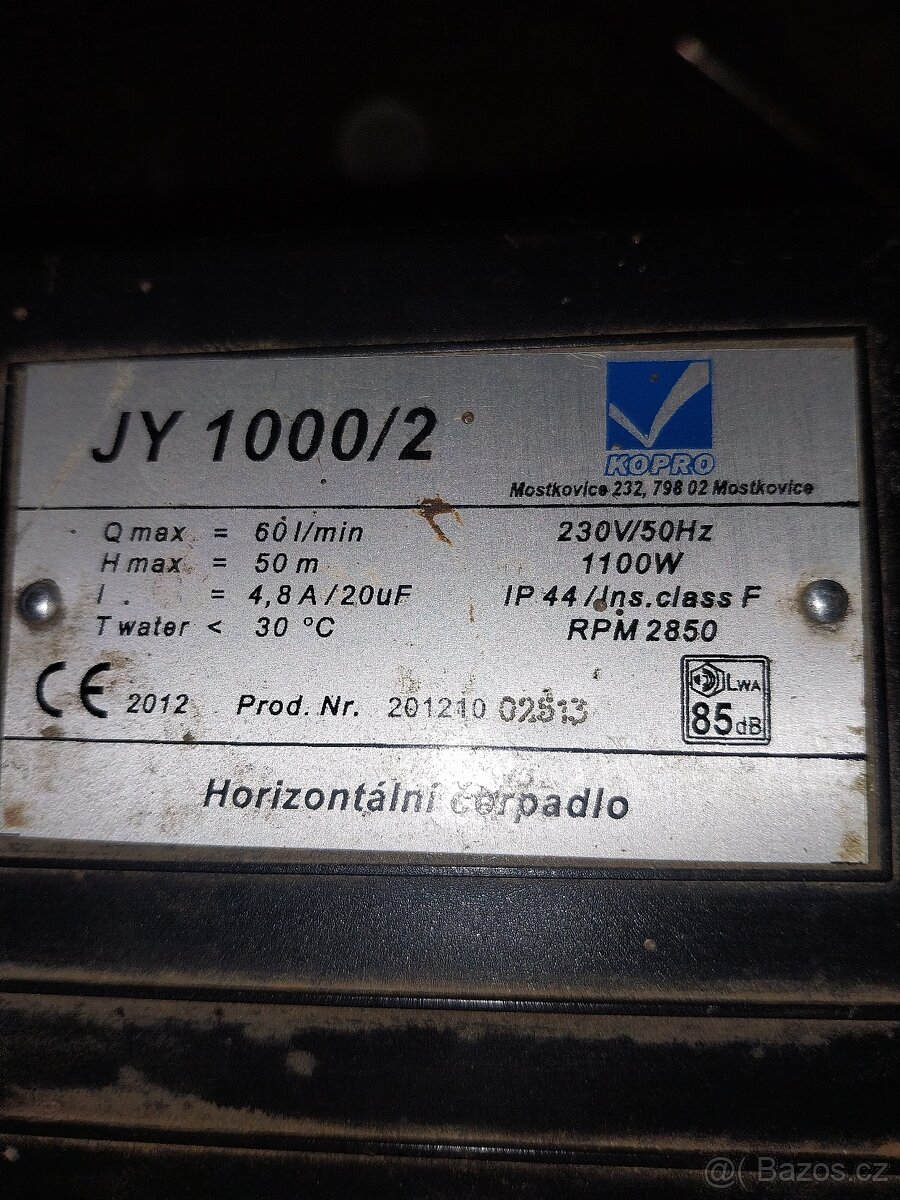 JY 1000/2
KOPRO
Mostkovice 232, 798 02 Mostkovice
Q max = 60 l/min 230V/50Hz
H max = 50 m 1100W
I. = 4,8 A/20uF IP 44/Ins.class F
T water < 30 °C RPM 2850
CE 2012 Prod. Nr. 201210 02513
LWA
85dB
Horizontální čerpadlo
@( Bazos.cz